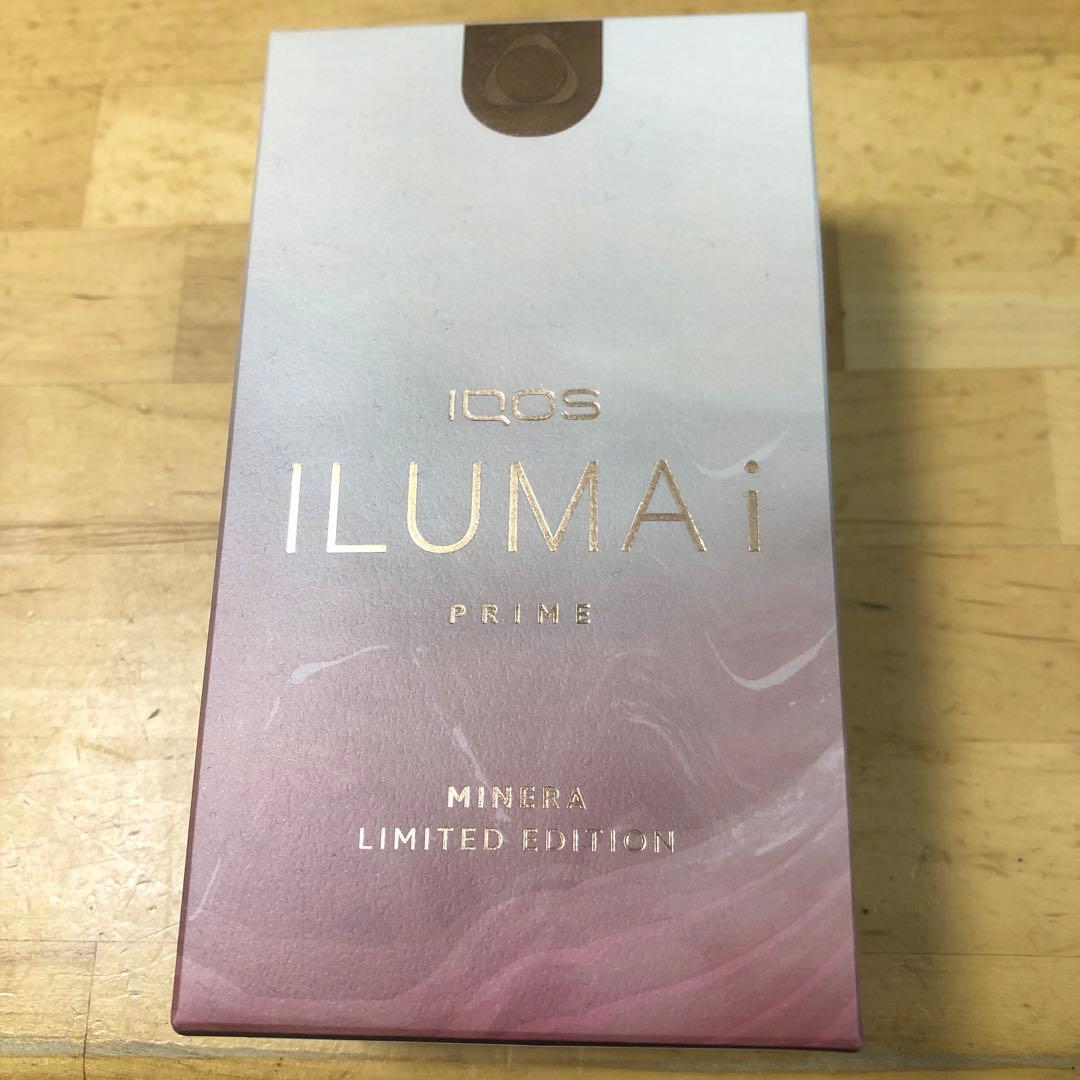 IQOS
ILUMA i
PRIME
MINERA
LIMITED EDITION